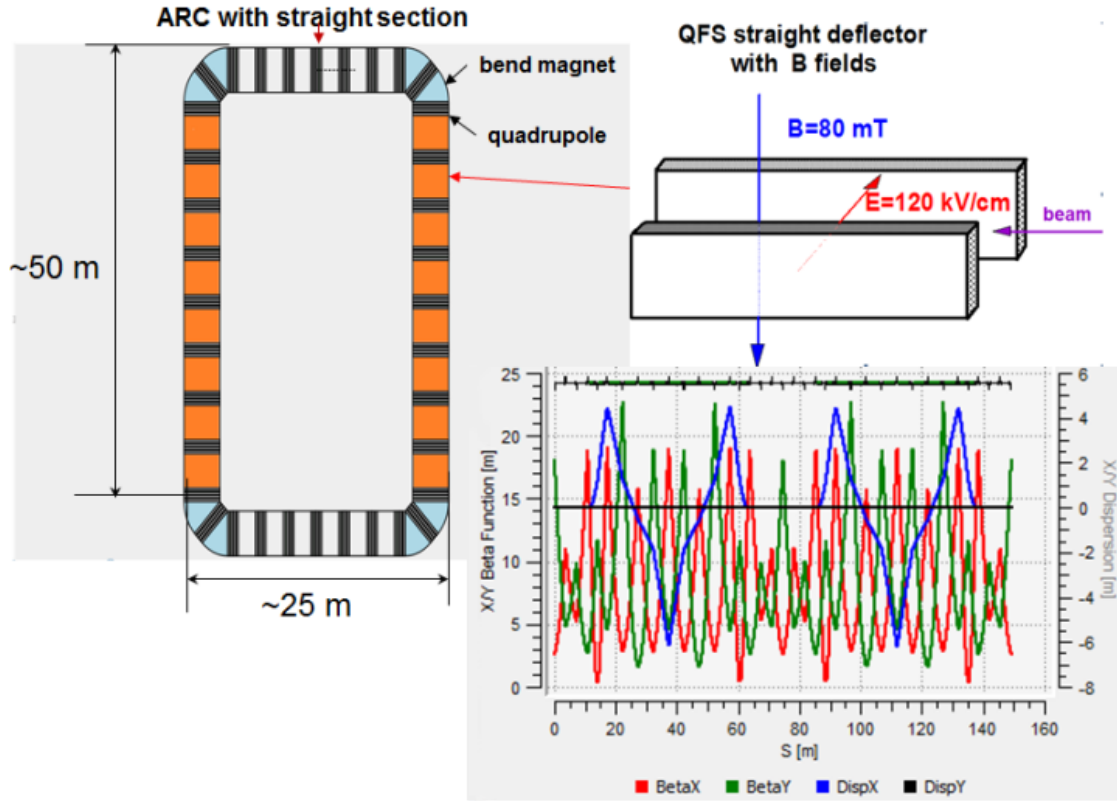 ARC with straight section
bend magnet
quadrupole
~50 m
~25 m
QFS straight deflector
with B fields
B=80 mT
E=120 kV/cm
beam
X/Y Beta Function [m]
25
20
15
10
5
0
6
4
2
0
-2
-4
-6
-8
X/Y Dispersion [m]
0 20 40 60 80 100 120 140 160
S [m]
BetaX BetaY DispX DispY